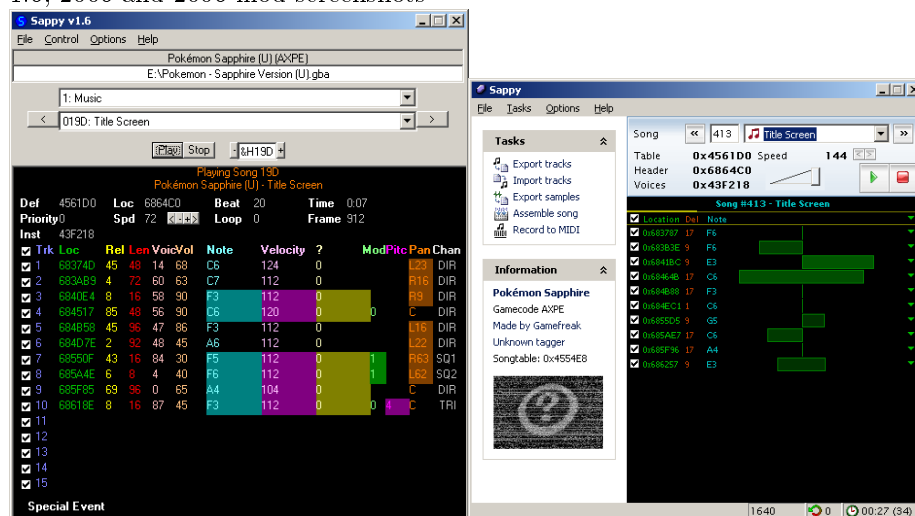 Sappy v1.6
File Control Options Help
Pokémon Sapphire (U) (AXPE)
E:\Pokemon - Sapphire Version (U).gba
1: Music
< 019D: Title Screen >
Play Stop - &H19D +
Playing Song 19D
Pokémon Sapphire (U) - Title Screen
Def 4561D0 Loc 6864C0 Beat 20 Time 0:07
Priority 0 Spd 72 < - + > Loop 0 Frame 912
Inst 43F218
Trk Loc Rel Len Voic Vol Note Velocity ? Mod Pitc Pan Chan
1 68374D 45 48 14 68 C6 124 0 L23 DIR
2 683AB9 4 72 60 63 C7 112 0 R16 DIR
3 6840E4 8 16 58 90 F3 112 0 R9 DIR
4 684517 85 48 56 90 C6 120 0 0 C DIR
5 684B58 45 96 47 86 F3 112 0 L16 DIR
6 684D7E 2 92 48 45 A6 112 0 L22 DIR
7 68550F 43 16 84 30 F5 112 0 1 R63 SQ1
8 685A4E 6 8 4 40 F6 112 0 1 L62 SQ2
9 685F85 69 96 0 65 A4 104 0 C DIR
10 68618E 8 16 87 45 F3 112 0 0 4 C TRI
11
12
13
14
15
Special Event
Sappy
File Tasks Options Help
Tasks
Export tracks
Import tracks
Export samples
Assemble song
Record to MIDI
Information
Pokémon Sapphire
Gamecode AXPE
Made by Gamefreak
Unknown tagger
Songtable: 0x4554E8
Song 413 Title Screen
Table 0x4561D0 Speed 144
Header 0x6864C0
Voices 0x43F218
Song #413 - Title Screen
Location Del Note
0x683787 17 F6
0x683B3E 9 F6
0x6841BC 9 E3
0x68464B 17 C6
0x684B88 17 F3
0x684EC1 1 C6
0x6855D5 9 G5
0x685AE7 17 C6
0x685F96 17 A4
0x686257 9 E3
1640 0 00:27 (34)